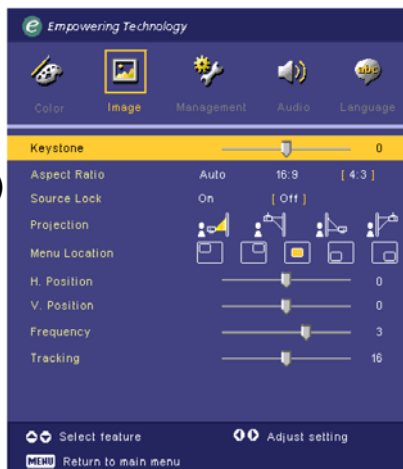 e Empowering Technology
abc
Color Image Management Audio Language
Keystone 0
Aspect Ratio Auto 16:9 [ 4:3 ]
Source Lock On [ Off ]
Projection
Menu Location
H. Position 0
V. Position 0
Frequency 3
Tracking 16
Select feature Adjust setting
MENU Return to main menu